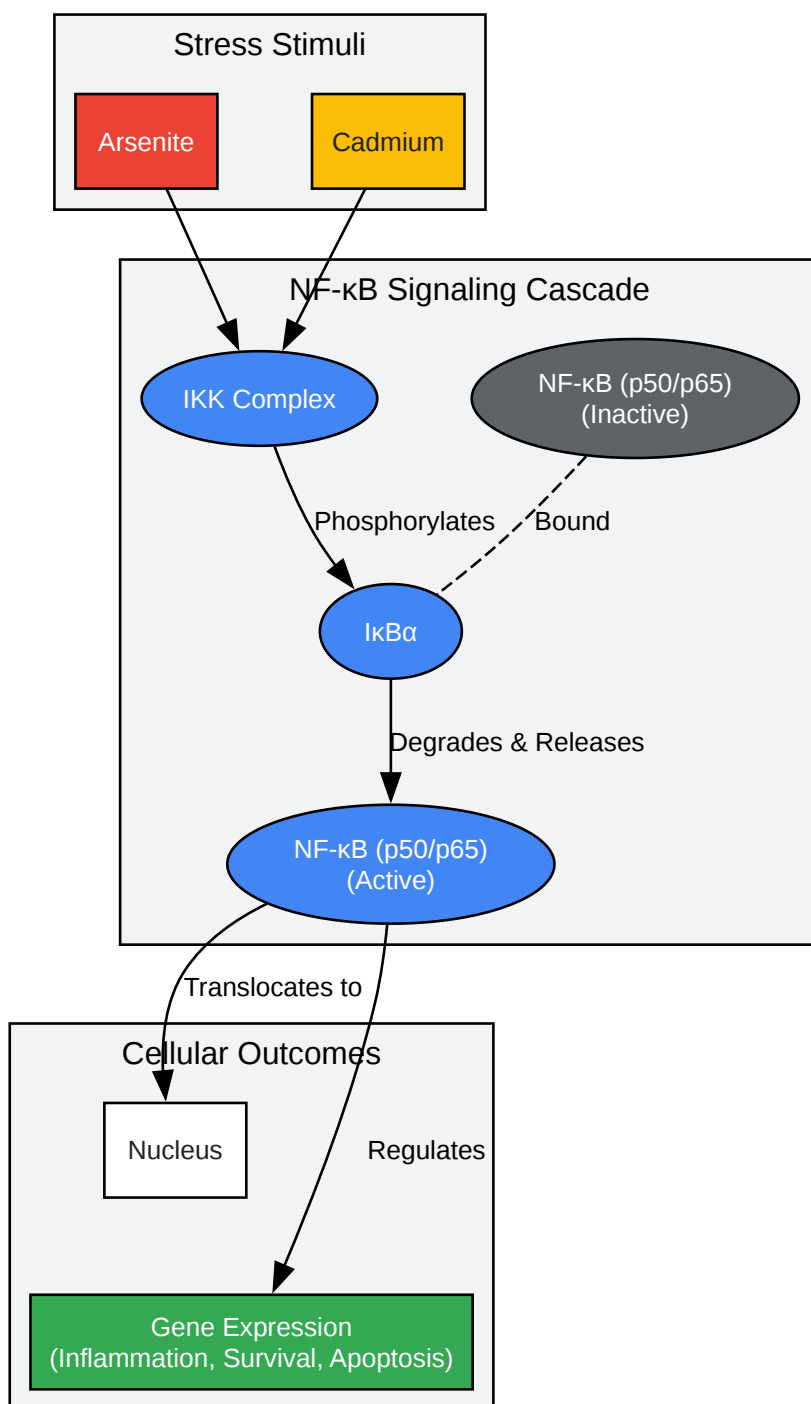 Stress Stimuli
Arsenite
Cadmium
NF-κB Signaling Cascade
IKK Complex
NF-κB (p50/p65)
(Inactive)
Phosphorylates
Bound
IκBα
Degrades & Releases
NF-κB (p50/p65)
(Active)
Translocates to
Cellular Outcomes
Nucleus
Regulates
Gene Expression
(Inflammation, Survival, Apoptosis)